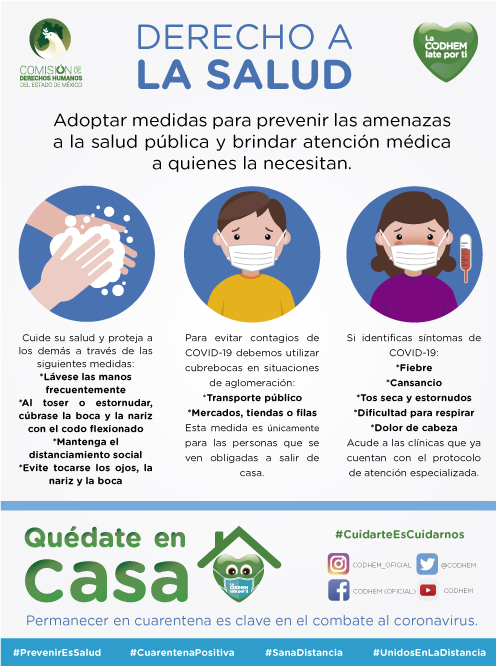 COMISIÓN DE
DERECHOS HUMANOS
DEL ESTADO DE MÉXICO
DERECHO A
LA SALUD
La
CODHEM
late por ti
Adoptar medidas para prevenir las amenazas
a la salud pública y brindar atención médica
a quienes la necesitan.
Cuide su salud y proteja a
los demás a través de las
siguientes medidas:
*Lávese las manos
frecuentemente
*Al toser o estornudar,
cúbrase la boca y la nariz
con el codo flexionado
*Mantenga el
distanciamiento social
*Evite tocarse los ojos, la
nariz y la boca
Para evitar contagios de
COVID-19 debemos utilizar
cubrebocas en situaciones
de aglomeración:
*Transporte público
*Mercados, tiendas o filas
Esta medida es únicamente
para las personas que se
ven obligadas a salir de
casa.
Si identificas síntomas de
COVID-19:
*Fiebre
*Cansancio
*Tos seca y estornudos
*Dificultad para respirar
*Dolor de cabeza
Acude a las clínicas que ya
cuentan con el protocolo
de atención especializada.
Quédate en
casa
La
CODHEM
late por ti
#CuidarteEsCuidarnos
CODHEM_OFICIAL @CODHEM
CODHEM (OFICIAL) CODHEM
Permanecer en cuarentena es clave en el combate al coronavirus.
#PrevenirEsSalud #CuarentenaPositiva #SanaDistancia #UnidosEnLaDistancia